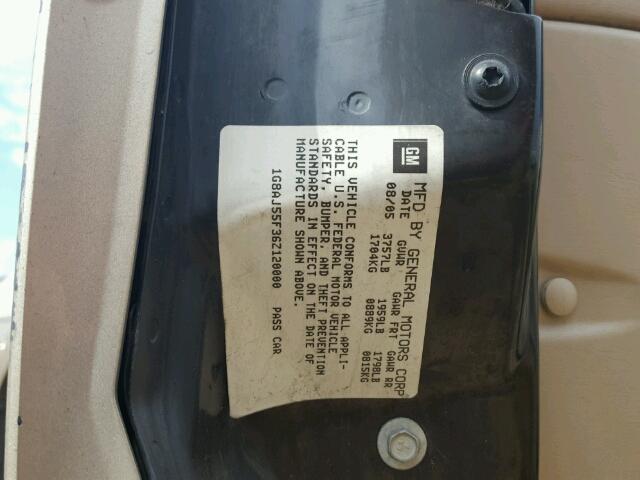 GM
MFD BY GENERAL MOTORS CORP
DATE GVWR GAWR FRT GAWR RR
08/05 3757LB 1959LB 1798LB
1704KG 0889KG 0815KG
THIS VEHICLE CONFORMS TO ALL APPLI-
CABLE U.S. FEDERAL MOTOR VEHICLE
SAFETY, BUMPER, AND THEFT PREVENTION
STANDARDS IN EFFECT ON THE DATE OF
MANUFACTURE SHOWN ABOVE.
1G8AJ55F36Z120000 PASS CAR